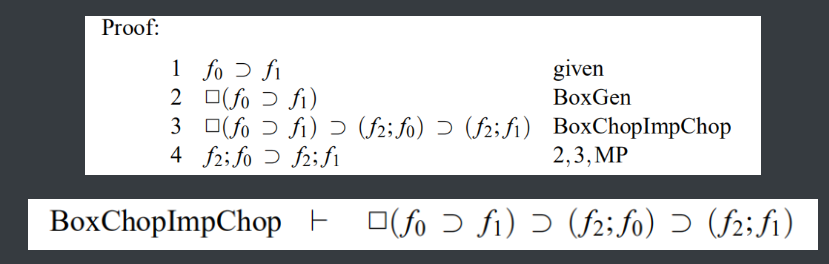 Proof:
1 f₀ ⊃ f₁ given
2 □(f₀ ⊃ f₁) BoxGen
3 □(f₀ ⊃ f₁) ⊃ (f₂; f₀) ⊃ (f₂; f₁) BoxChopImpChop
4 f₂; f₀ ⊃ f₂; f₁ 2, 3, MP
BoxChopImpChop ⊢ □(f₀ ⊃ f₁) ⊃ (f₂; f₀) ⊃ (f₂; f₁)